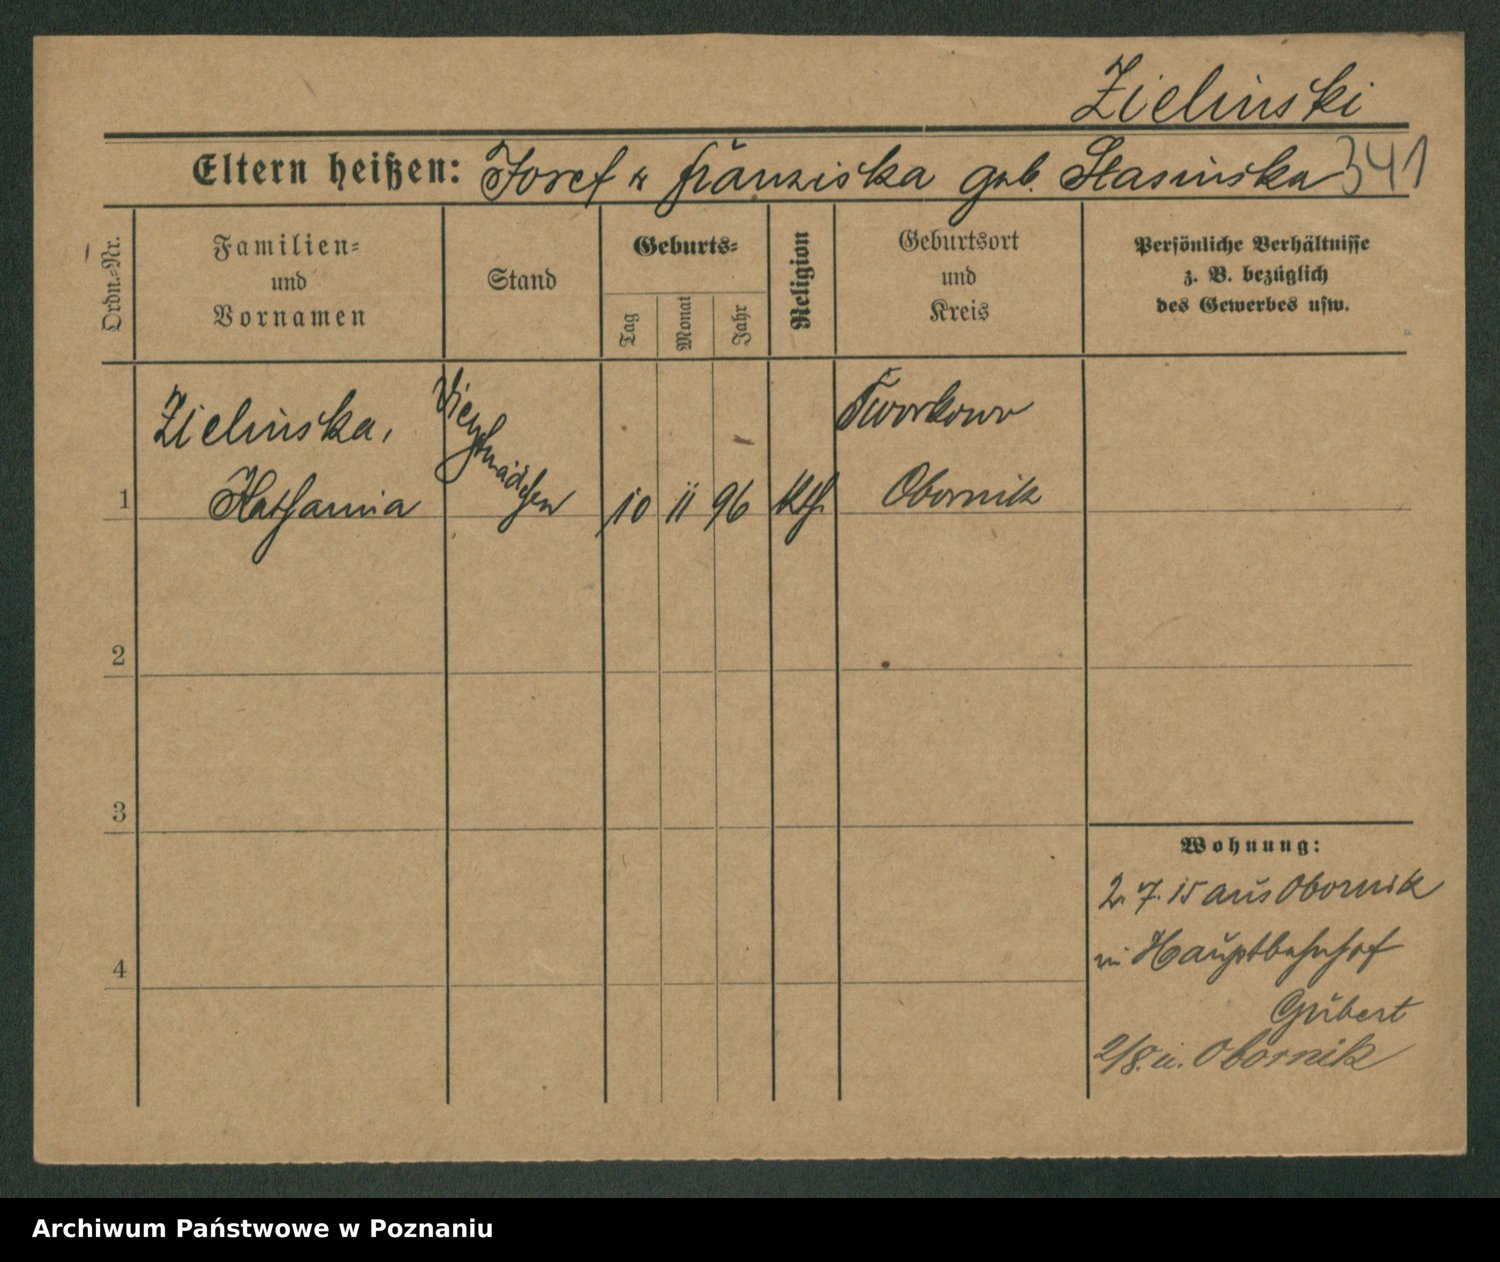 Zielinski
Eltern heißen: Josef u Franziska geb. Stasinska 341
Ordn.-Nr.
Familien-
und
Vornamen
Stand
Geburts-
Tag
Monat
Jahr
Religion
Geburtsort
und
Kreis
Persönliche Verhältnisse
z. B. bezüglich
des Gewerbes usw.
1
Zielinska,
Katharina
Dienstmädchen
10 11 96
kth.
Tworkowo
Obornik
2
3
4
Wohnung:
2. 7. 15 aus Obornik
in Hauptbahnhof
2/8. i. Obornik
Archiwum Państwowe w Poznaniu